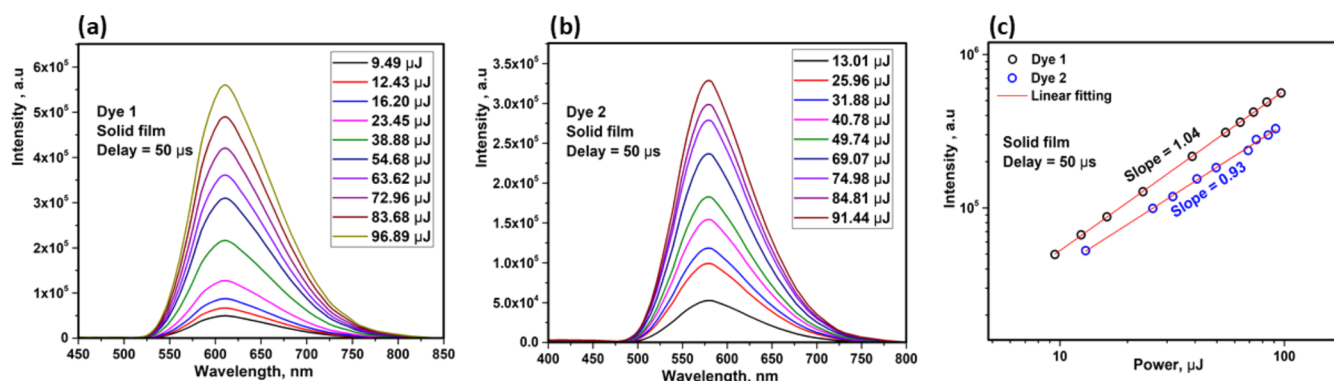 (a)
Intensity , a.u
6x10⁵
5x10⁵
4x10⁵
3x10⁵
2x10⁵
1x10⁵
0
Dye 1
Solid film
Delay = 50 μs
9.49 μJ
12.43 μJ
16.20 μJ
23.45 μJ
38.88 μJ
54.68 μJ
63.62 μJ
72.96 μJ
83.68 μJ
96.89 μJ
450 500 550 600 650 700 750 800 850
Wavelength, nm
(b)
Intensity , a.u
3.5x10⁵
3.0x10⁵
2.5x10⁵
2.0x10⁵
1.5x10⁵
1.0x10⁵
5.0x10⁴
0.0
Dye 2
Solid film
Delay = 50 μs
13.01 μJ
25.96 μJ
31.88 μJ
40.78 μJ
49.74 μJ
69.07 μJ
74.98 μJ
84.81 μJ
91.44 μJ
400 450 500 550 600 650 700 750 800
Wavelength, nm
(c)
Intensity , a.u
10⁶
10⁵
Dye 1
Dye 2
Linear fitting
Solid film
Delay = 50 μs
Slope = 1.04
Slope = 0.93
10 100
Power, μJ